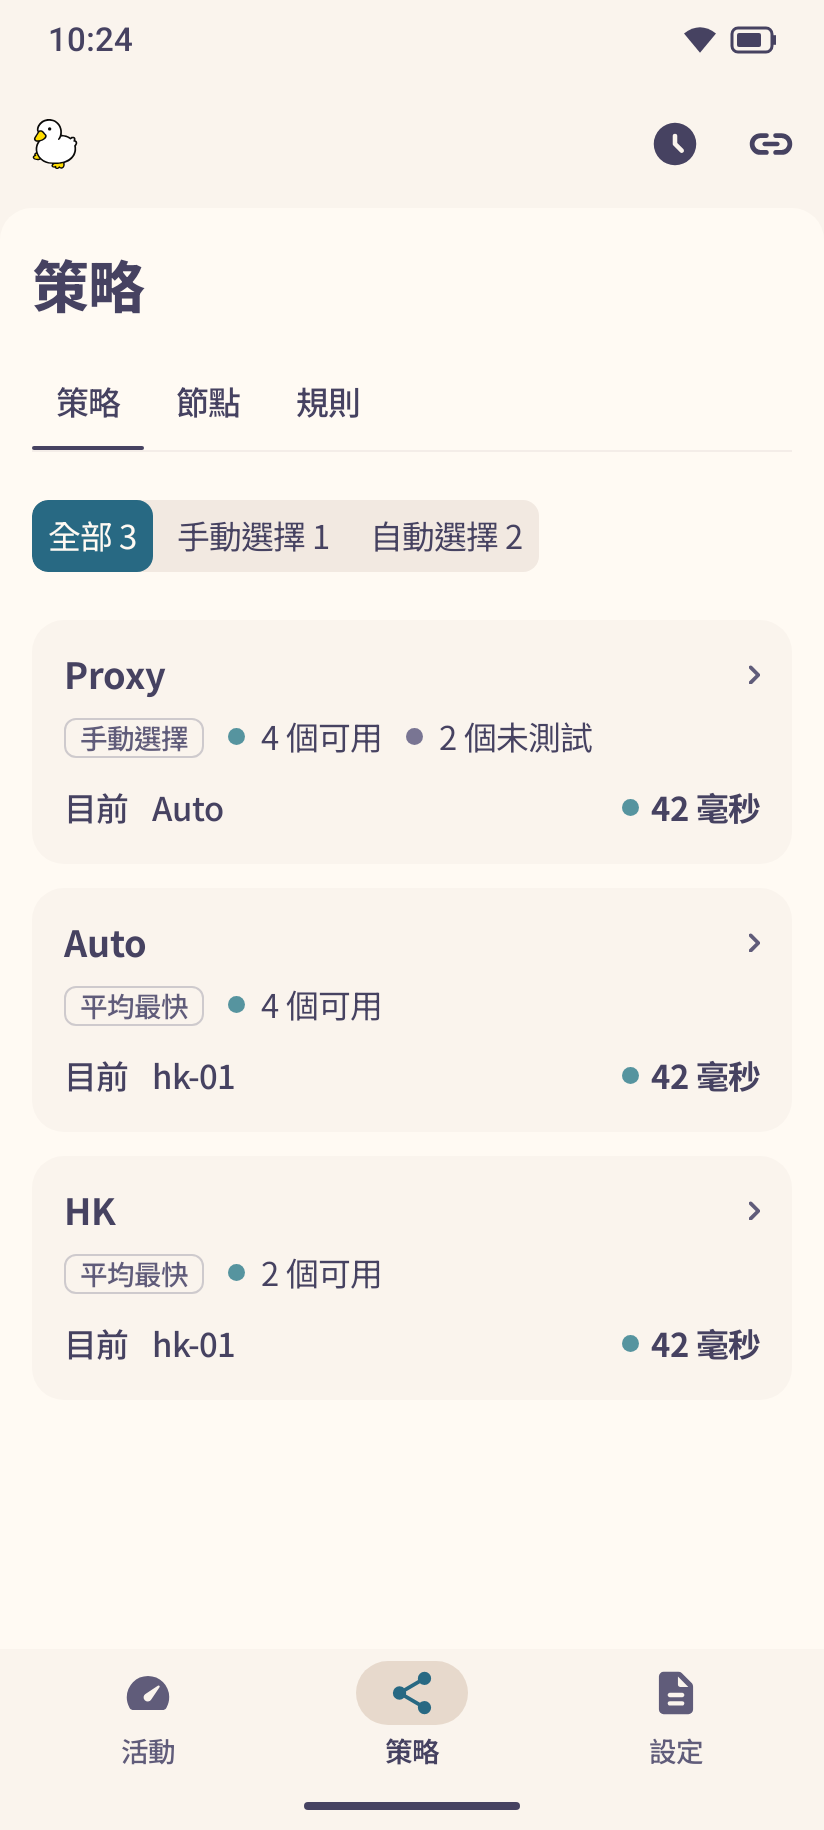 10:24
策略
策略 節點 規則
全部 3 手動選擇 1 自動選擇 2
Proxy
手動選擇 4 個可用 2 個未測試
目前 Auto 42 毫秒
Auto
平均最快 4 個可用
目前 hk-01 42 毫秒
HK
平均最快 2 個可用
目前 hk-01 42 毫秒
活動 策略 設定